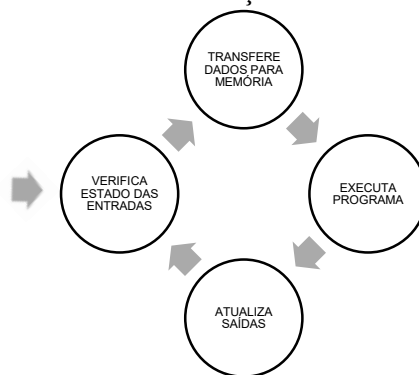 TRANSFERE
DADOS PARA
MEMÓRIA
VERIFICA
ESTADO DAS
ENTRADAS
EXECUTA
PROGRAMA
ATUALIZA
SAÍDAS